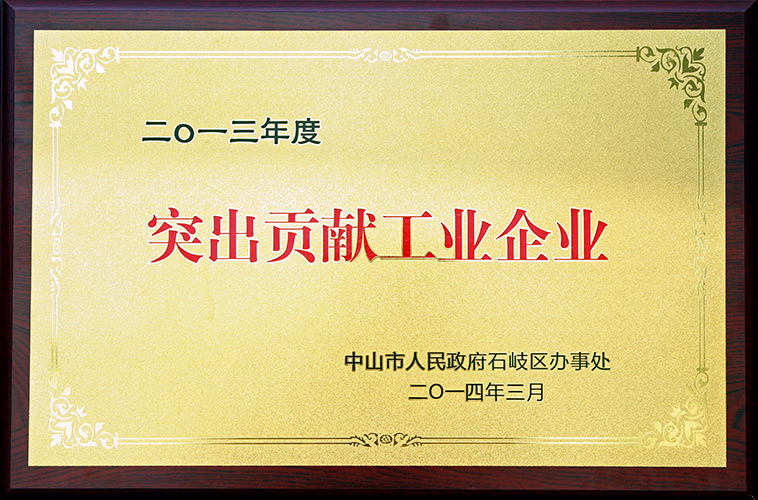 二〇一三年度
突出贡献工业企业
中山市人民政府石岐区办事处
二〇一四年三月